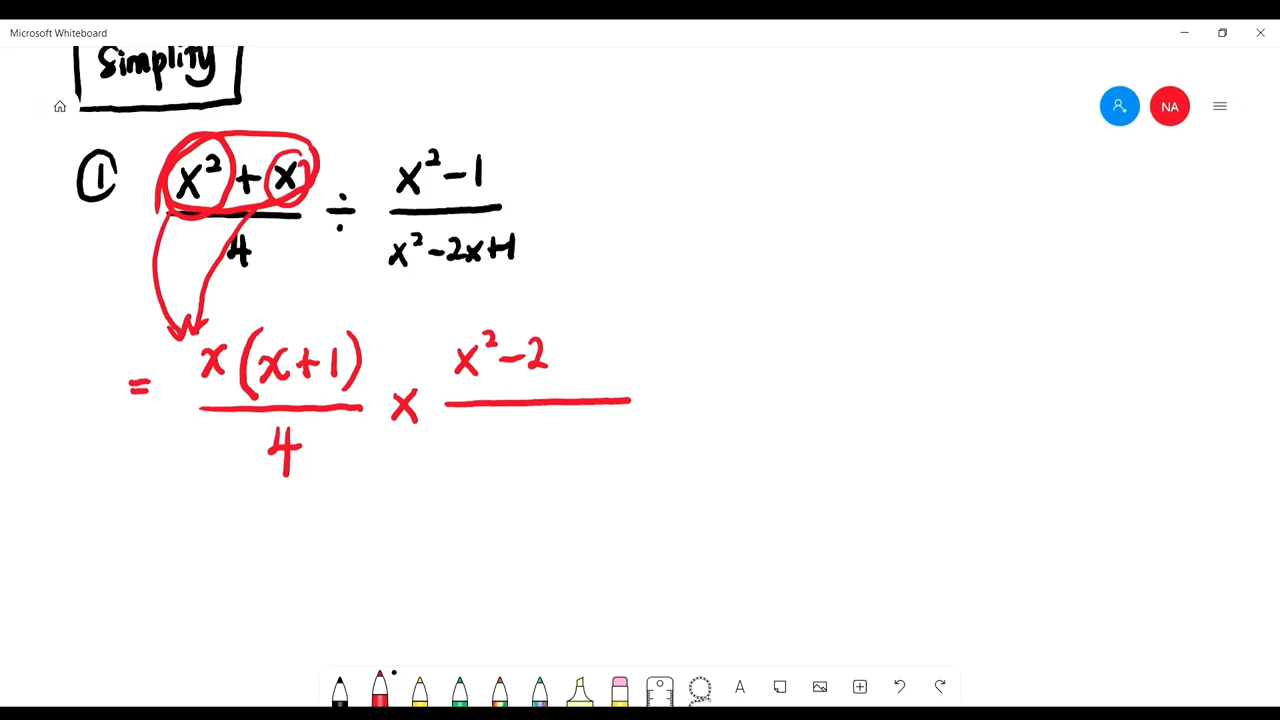 Microsoft Whiteboard
Simplify
NA
① x² + x / 4 ÷ x² - 1 / x² - 2x + 1
= x(x + 1) / 4 × x² - 2
A